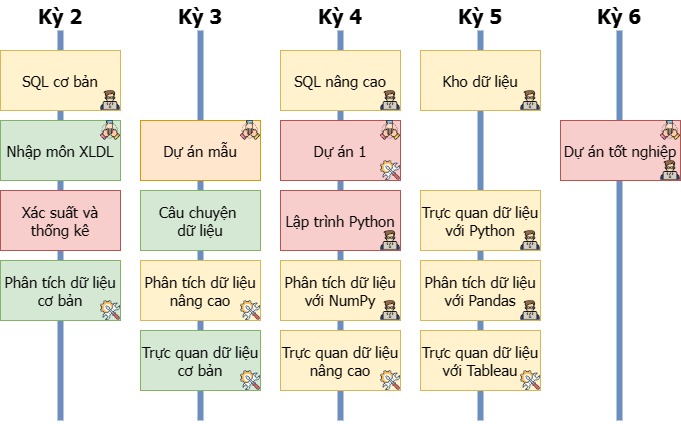 Kỳ 2
Kỳ 3
Kỳ 4
Kỳ 5
Kỳ 6
SQL cơ bản
SQL nâng cao
Kho dữ liệu
Nhập môn XLDL
Dự án mẫu
Dự án 1
Dự án tốt nghiệp
Xác suất và
thống kê
Câu chuyện
dữ liệu
Lập trình Python
Trực quan dữ liệu
với Python
Phân tích dữ liệu
cơ bản
Phân tích dữ liệu
nâng cao
Phân tích dữ liệu
với NumPy
Phân tích dữ liệu
với Pandas
Trực quan dữ liệu
cơ bản
Trực quan dữ liệu
nâng cao
Trực quan dữ liệu
với Tableau